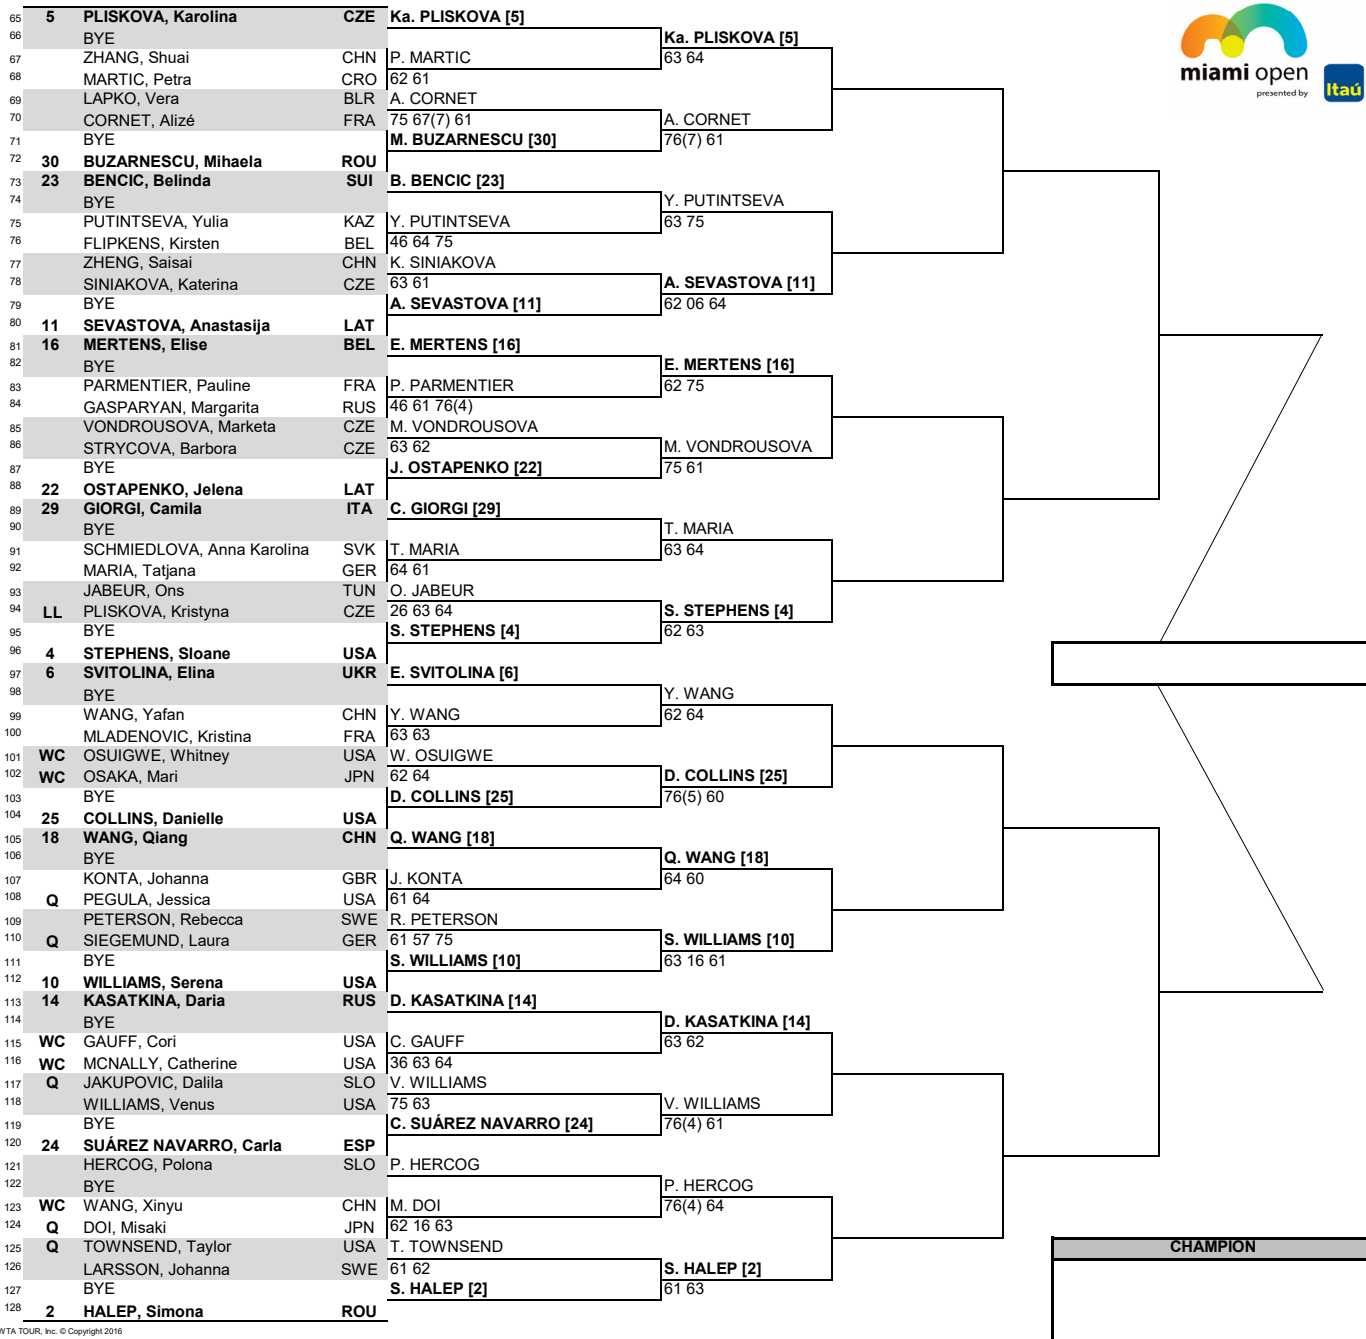 65 5 PLISKOVA, Karolina CZE Ka. PLISKOVA [5]
66 BYE Ka. PLISKOVA [5]
67 ZHANG, Shuai CHN P. MARTIC 63 64
68 MARTIC, Petra CRO 62 61
69 LAPKO, Vera BLR A. CORNET
70 CORNET, Alizé FRA 75 67(7) 61 A. CORNET
71 BYE M. BUZARNESCU [30] 76(7) 61
72 30 BUZARNESCU, Mihaela ROU
73 23 BENCIC, Belinda SUI B. BENCIC [23]
74 BYE Y. PUTINTSEVA
75 PUTINTSEVA, Yulia KAZ Y. PUTINTSEVA 63 75
76 FLIPKENS, Kirsten BEL 46 64 75
77 ZHENG, Saisai CHN K. SINIAKOVA
78 SINIAKOVA, Katerina CZE 63 61 A. SEVASTOVA [11]
79 BYE A. SEVASTOVA [11] 62 06 64
80 11 SEVASTOVA, Anastasija LAT
81 16 MERTENS, Elise BEL E. MERTENS [16]
82 BYE E. MERTENS [16]
83 PARMENTIER, Pauline FRA P. PARMENTIER 62 75
84 GASPARYAN, Margarita RUS 46 61 76(4)
85 VONDROUSOVA, Marketa CZE M. VONDROUSOVA
86 STRYCOVA, Barbora CZE 63 62 M. VONDROUSOVA
87 BYE J. OSTAPENKO [22] 75 61
88 22 OSTAPENKO, Jelena LAT
89 29 GIORGI, Camila ITA C. GIORGI [29]
90 BYE T. MARIA
91 SCHMIEDLOVA, Anna Karolina SVK T. MARIA 63 64
92 MARIA, Tatjana GER 64 61
93 JABEUR, Ons TUN O. JABEUR
94 LL PLISKOVA, Kristyna CZE 26 63 64 S. STEPHENS [4]
95 BYE S. STEPHENS [4] 62 63
96 4 STEPHENS, Sloane USA
97 6 SVITOLINA, Elina UKR E. SVITOLINA [6]
98 BYE Y. WANG
99 WANG, Yafan CHN Y. WANG 62 64
100 MLADENOVIC, Kristina FRA 63 63
101 WC OSUIGWE, Whitney USA W. OSUIGWE
102 WC OSAKA, Mari JPN 62 64 D. COLLINS [25]
103 BYE D. COLLINS [25] 76(5) 60
104 25 COLLINS, Danielle USA
105 18 WANG, Qiang CHN Q. WANG [18]
106 BYE Q. WANG [18]
107 KONTA, Johanna GBR J. KONTA 64 60
108 Q PEGULA, Jessica USA 61 64
109 PETERSON, Rebecca SWE R. PETERSON
110 Q SIEGEMUND, Laura GER 61 57 75 S. WILLIAMS [10]
111 BYE S. WILLIAMS [10] 63 16 61
112 10 WILLIAMS, Serena USA
113 14 KASATKINA, Daria RUS D. KASATKINA [14]
114 BYE D. KASATKINA [14]
115 WC GAUFF, Cori USA C. GAUFF 63 62
116 WC MCNALLY, Catherine USA 36 63 64
117 Q JAKUPOVIC, Dalila SLO V. WILLIAMS
118 WILLIAMS, Venus USA 75 63 V. WILLIAMS
119 BYE C. SUÁREZ NAVARRO [24] 76(4) 61
120 24 SUÁREZ NAVARRO, Carla ESP
121 HERCOG, Polona SLO P. HERCOG
122 BYE P. HERCOG
123 WC WANG, Xinyu CHN M. DOI 76(4) 64
124 Q DOI, Misaki JPN 62 16 63
125 Q TOWNSEND, Taylor USA T. TOWNSEND
126 LARSSON, Johanna SWE 61 62 S. HALEP [2]
127 BYE S. HALEP [2] 61 63
128 2 HALEP, Simona ROU
miami open
presented by Itaú
CHAMPION
WTA TOUR, Inc. © Copyright 2016